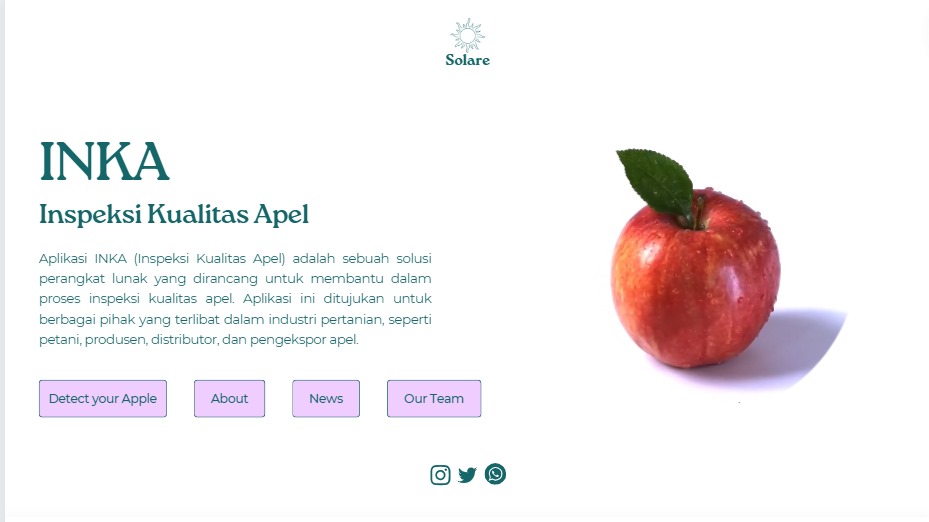 Solare
INKA
Inspeksi Kualitas Apel
Aplikasi INKA (Inspeksi Kualitas Apel) adalah sebuah solusi
perangkat lunak yang dirancang untuk membantu dalam
proses inspeksi kualitas apel. Aplikasi ini ditujukan untuk
berbagai pihak yang terlibat dalam industri pertanian, seperti
petani, produsen, distributor, dan pengekspor apel.
Detect your Apple
About
News
Our Team